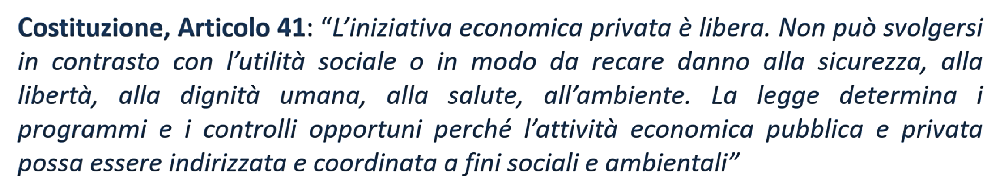 Costituzione, Articolo 41: “L’iniziativa economica privata è libera. Non può svolgersi
in contrasto con l’utilità sociale o in modo da recare danno alla sicurezza, alla
libertà, alla dignità umana, alla salute, all’ambiente. La legge determina i
programmi e i controlli opportuni perché l’attività economica pubblica e privata
possa essere indirizzata e coordinata a fini sociali e ambientali”